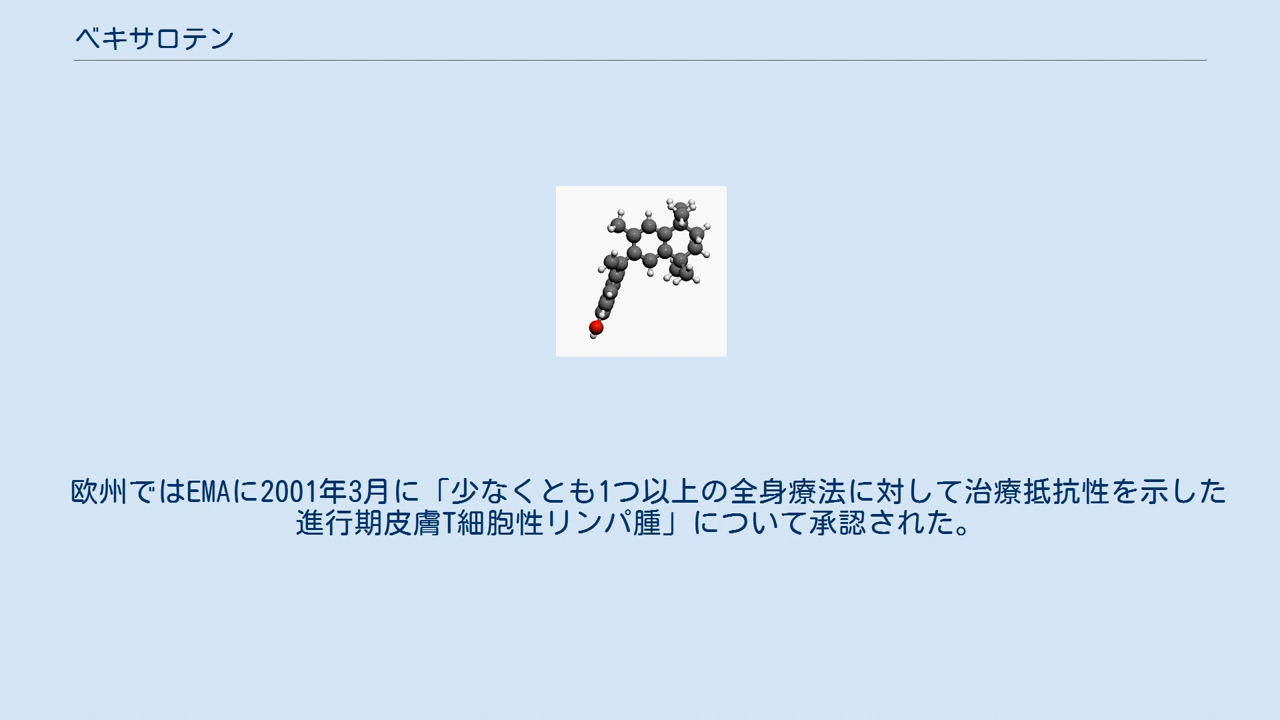 ベキサロテン
欧州ではEMAに2001年3月に「少なくとも1つ以上の全身療法に対して治療抵抗性を示した
進行期皮膚T細胞性リンパ腫」について承認された。